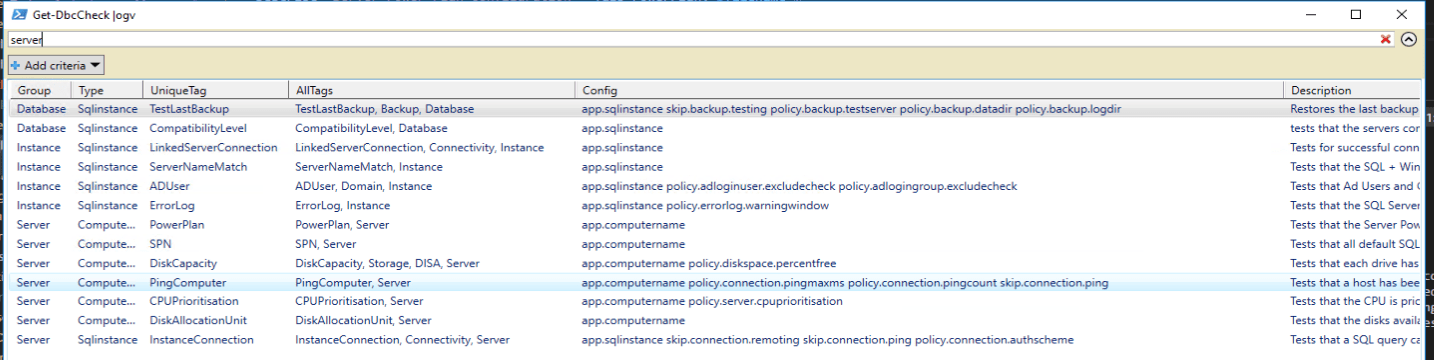 Get-DbcCheck |ogv
server
Add criteria
Group Type UniqueTag AllTags Config Description
Database Sqlinstance TestLastBackup TestLastBackup, Backup, Database app.sqlinstance skip.backup.testing policy.backup.testserver policy.backup.datadir policy.backup.logdir Restores the last backup
Database Sqlinstance CompatibilityLevel CompatibilityLevel, Database app.sqlinstance tests that the servers cor
Instance Sqlinstance LinkedServerConnection LinkedServerConnection, Connectivity, Instance app.sqlinstance Tests for successful conn
Instance Sqlinstance ServerNameMatch ServerNameMatch, Instance app.sqlinstance Tests that the SQL + Win
Instance Sqlinstance ADUser ADUser, Domain, Instance app.sqlinstance policy.adloginuser.excludecheck policy.adlogingroup.excludecheck Tests that Ad Users and
Instance Sqlinstance ErrorLog ErrorLog, Instance app.sqlinstance policy.errorlog.warningwindow Tests that the SQL Server
Server Compute... PowerPlan PowerPlan, Server app.computername Tests that the Server Pow
Server Compute... SPN SPN, Server app.computername Tests that all default SQL
Server Compute... DiskCapacity DiskCapacity, Storage, DISA, Server app.computername policy.diskspace.percentfree Tests that each drive has
Server Compute... PingComputer PingComputer, Server app.computername policy.connection.pingmaxms policy.connection.pingcount skip.connection.ping Tests that a host has bee
Server Compute... CPUPrioritisation CPUPrioritisation, Server app.computername policy.server.cpuprioritisation Tests that the CPU is pric
Server Compute... DiskAllocationUnit DiskAllocationUnit, Server app.computername Tests that the disks availa
Server Sqlinstance InstanceConnection InstanceConnection, Connectivity, Server app.sqlinstance skip.connection.remoting skip.connection.ping policy.connection.authscheme Tests that a SQL query ca